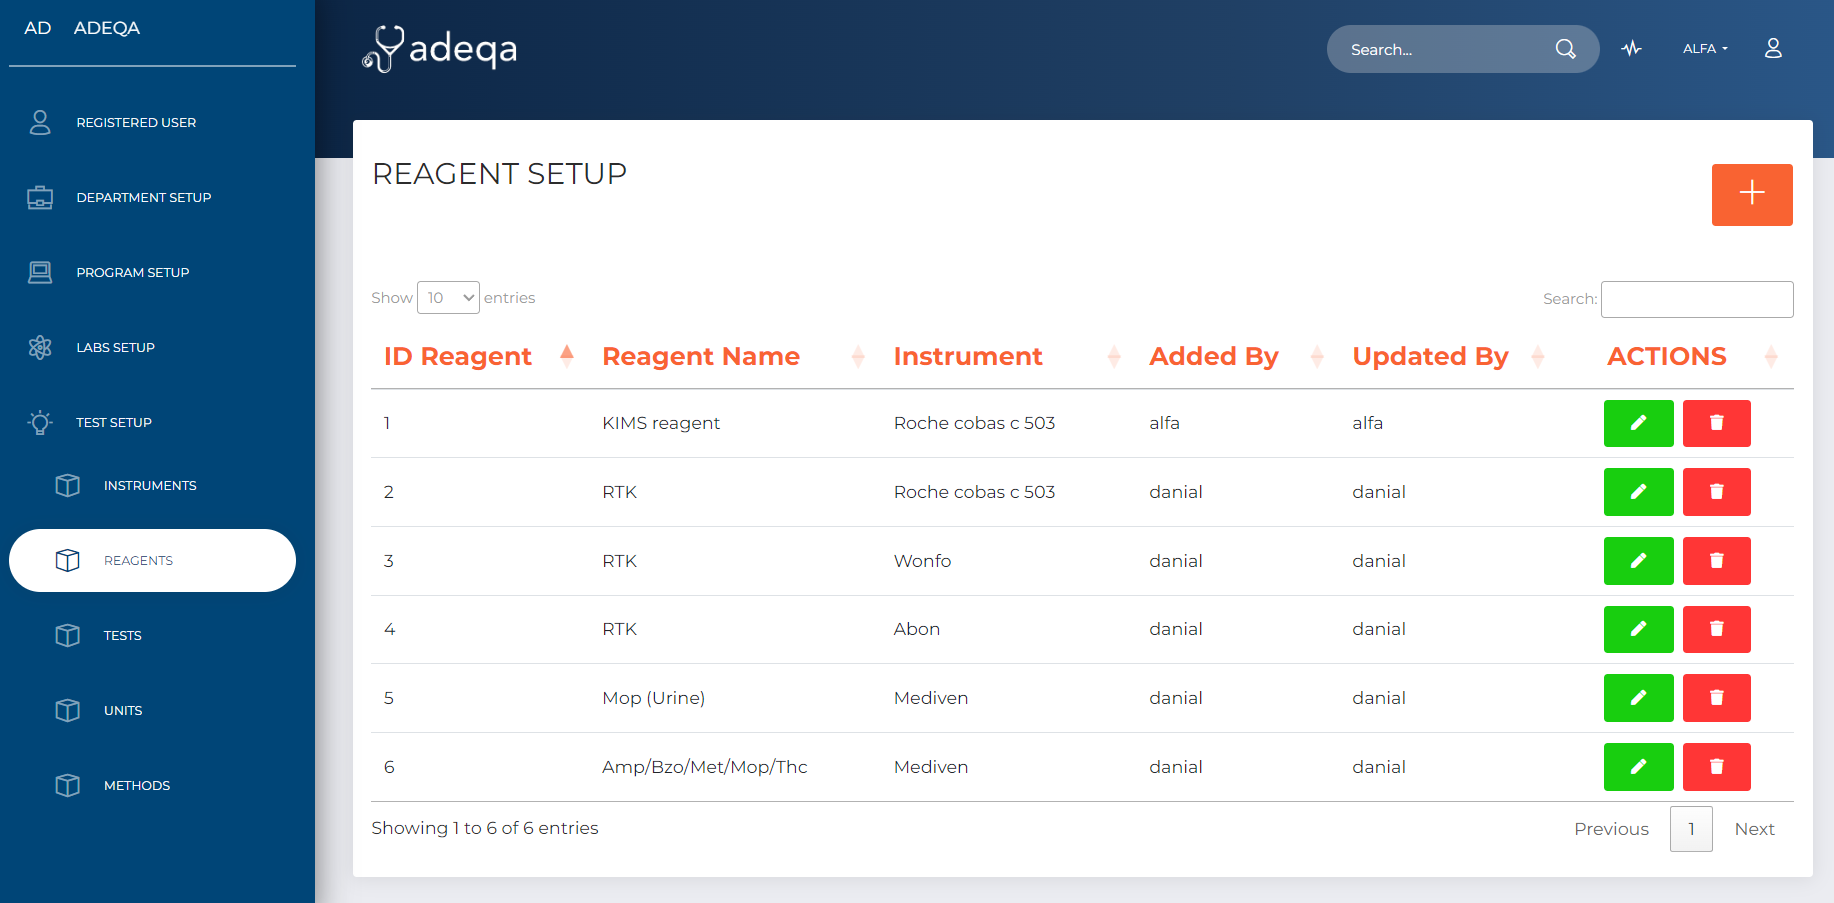 AD ADEQA
REGISTERED USER
DEPARTMENT SETUP
PROGRAM SETUP
LABS SETUP
TEST SETUP
INSTRUMENTS
REAGENTS
TESTS
UNITS
METHODS
adeqa
Search...
ALFA
REAGENT SETUP
Show 10 entries
Search:
ID Reagent Reagent Name Instrument Added By Updated By ACTIONS
1 KIMS reagent Roche cobas c 503 alfa alfa
2 RTK Roche cobas c 503 danial danial
3 RTK Wonfo danial danial
4 RTK Abon danial danial
5 Mop (Urine) Mediven danial danial
6 Amp/Bzo/Met/Mop/Thc Mediven danial danial
Showing 1 to 6 of 6 entries
Previous 1 Next